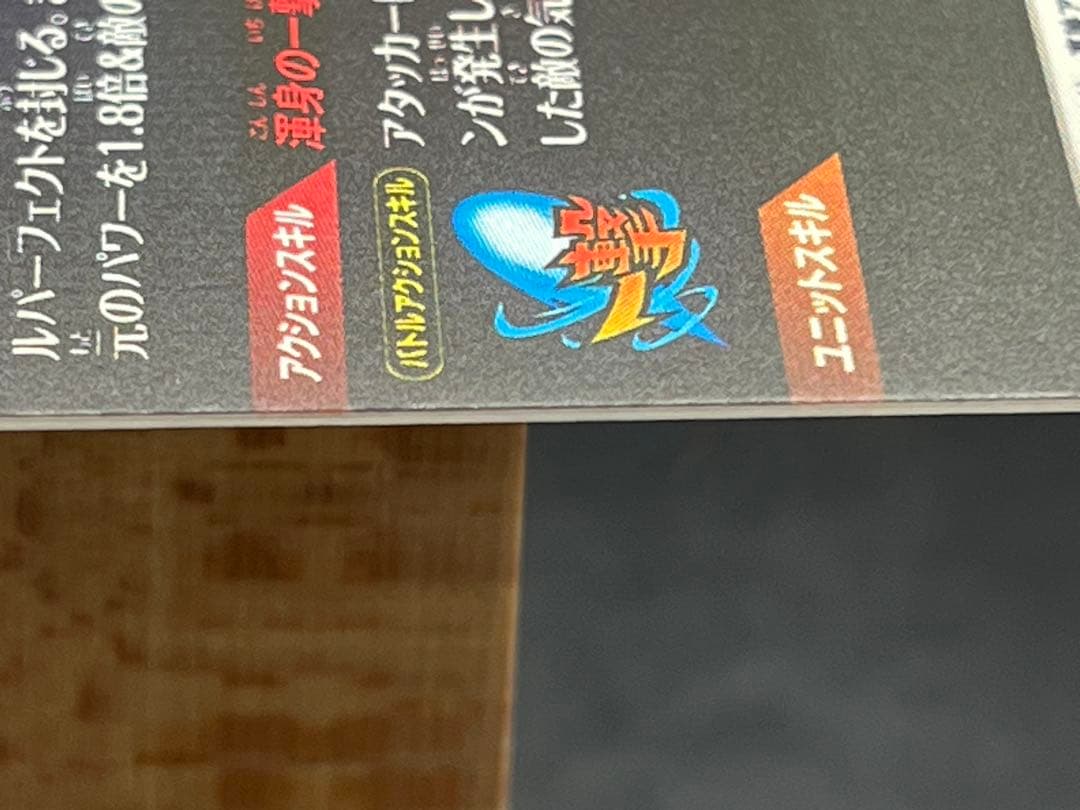 ルパーフェクトを封じる。
元のパワーを1.8倍&敵の
アクションスキル
渾身の一撃
バトルアクションスキル
アタッカー
ンが発生し
した敵の気
撃
ユニットスキル